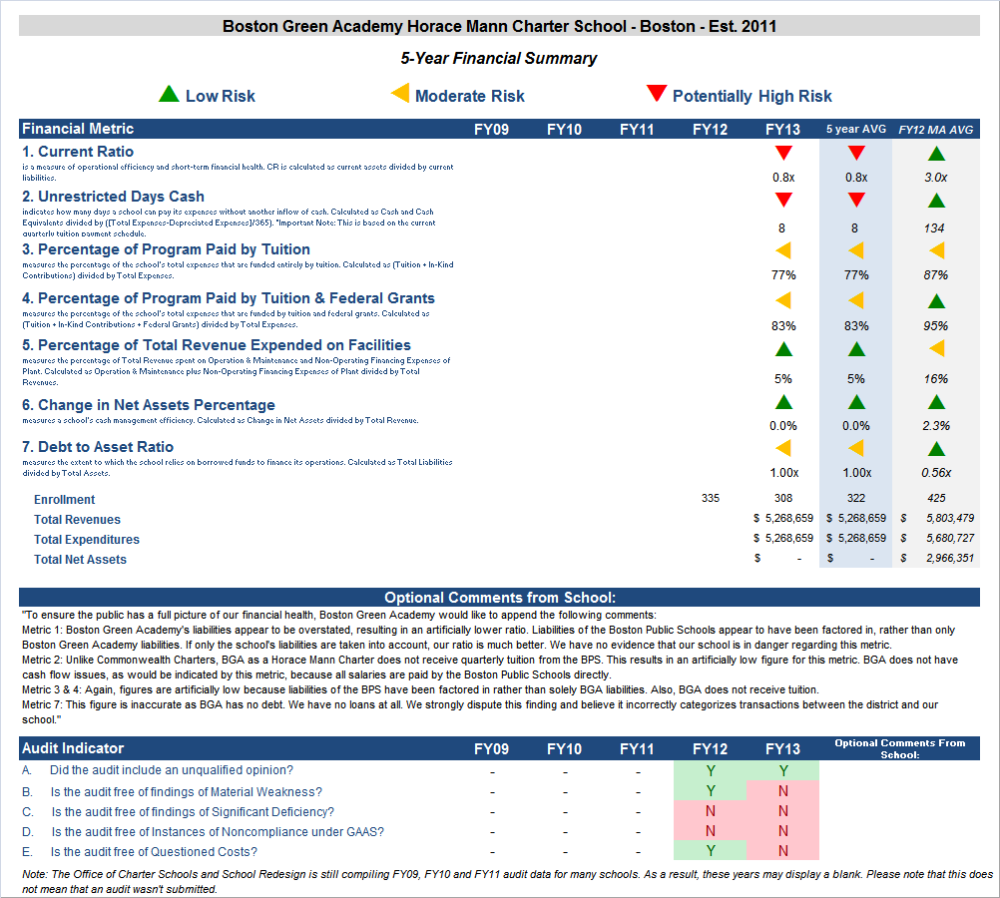 Boston Green Academy Horace Mann Charter School - Boston - Est. 2011
5-Year Financial Summary
Low Risk Moderate Risk Potentially High Risk
Financial Metric FY09 FY10 FY11 FY12 FY13 5 year AVG FY12 MA AVG
1. Current Ratio
is a measure of operational efficiency and short-term financial health. CR is calculated as current assets divided by current
liabilities.
0.8x 0.8x 3.0x
2. Unrestricted Days Cash
indicates how many days a school can pay its expenses without another inflow of cash. Calculated as Cash and Cash
Equivalents divided by ([Total Expenses-Depreciated Expenses]/365). *Important Note: This is based on the current
quarterly tuition payment schedule.
8 8 134
3. Percentage of Program Paid by Tuition
measures the percentage of the school's total expenses that are funded entirely by tuition. Calculated as (Tuition + In-Kind
Contributions) divided by Total Expenses.
77% 77% 87%
4. Percentage of Program Paid by Tuition & Federal Grants
measures the percentage of the school's total expenses that are funded by tuition and federal grants. Calculated as
(Tuition + In-Kind Contributions + Federal Grants) divided by Total Expenses.
83% 83% 95%
5. Percentage of Total Revenue Expended on Facilities
measures the percentage of Total Revenue spent on Operation & Maintenance and Non-Operating Financing Expenses of
Plant. Calculated as Operation & Maintenance plus Non-Operating Financing Expenses of Plant divided by Total
Revenues.
5% 5% 16%
6. Change in Net Assets Percentage
measures a school's cash management efficiency. Calculated as Change in Net Assets divided by Total Revenue.
0.0% 0.0% 2.3%
7. Debt to Asset Ratio
measures the extent to which the school relies on borrowed funds to finance its operations. Calculated as Total Liabilities
divided by Total Assets.
1.00x 1.00x 0.56x
Enrollment 335 308 322 425
Total Revenues $ 5,268,659 $ 5,268,659 $ 5,803,479
Total Expenditures $ 5,268,659 $ 5,268,659 $ 5,680,727
Total Net Assets $ - $ - $ 2,966,351
Optional Comments from School:
"To ensure the public has a full picture of our financial health, Boston Green Academy would like to append the following comments:
Metric 1: Boston Green Academy's liabilities appear to be overstated, resulting in an artificially lower ratio. Liabilities of the Boston Public Schools appear to have been factored in, rather than only
Boston Green Academy liabilities. If only the school's liabilities are taken into account, our ratio is much better. We have no evidence that our school is in danger regarding this metric.
Metric 2: Unlike Commonwealth Charters, BGA as a Horace Mann Charter does not receive quarterly tuition from the BPS. This results in an artificially low figure for this metric. BGA does not have
cash flow issues, as would be indicated by this metric, because all salaries are paid by the Boston Public Schools directly.
Metric 3 & 4: Again, figures are artificially low because liabilities of the BPS have been factored in rather than solely BGA liabilities. Also, BGA does not receive tuition.
Metric 7: This figure is inaccurate as BGA has no debt. We have no loans at all. We strongly dispute this finding and believe it incorrectly categorizes transactions between the district and our
school."
Audit Indicator FY09 FY10 FY11 FY12 FY13 Optional Comments From
School:
A. Did the audit include an unqualified opinion? - - - Y Y
B. Is the audit free of findings of Material Weakness? - - - Y N
C. Is the audit free of findings of Significant Deficiency? - - - N N
D. Is the audit free of Instances of Noncompliance under GAAS? - - - N N
E. Is the audit free of Questioned Costs? - - - Y N
Note: The Office of Charter Schools and School Redesign is still compiling FY09, FY10 and FY11 audit data for many schools. As a result, these years may display a blank. Please note that this does
not mean that an audit wasn't submitted.